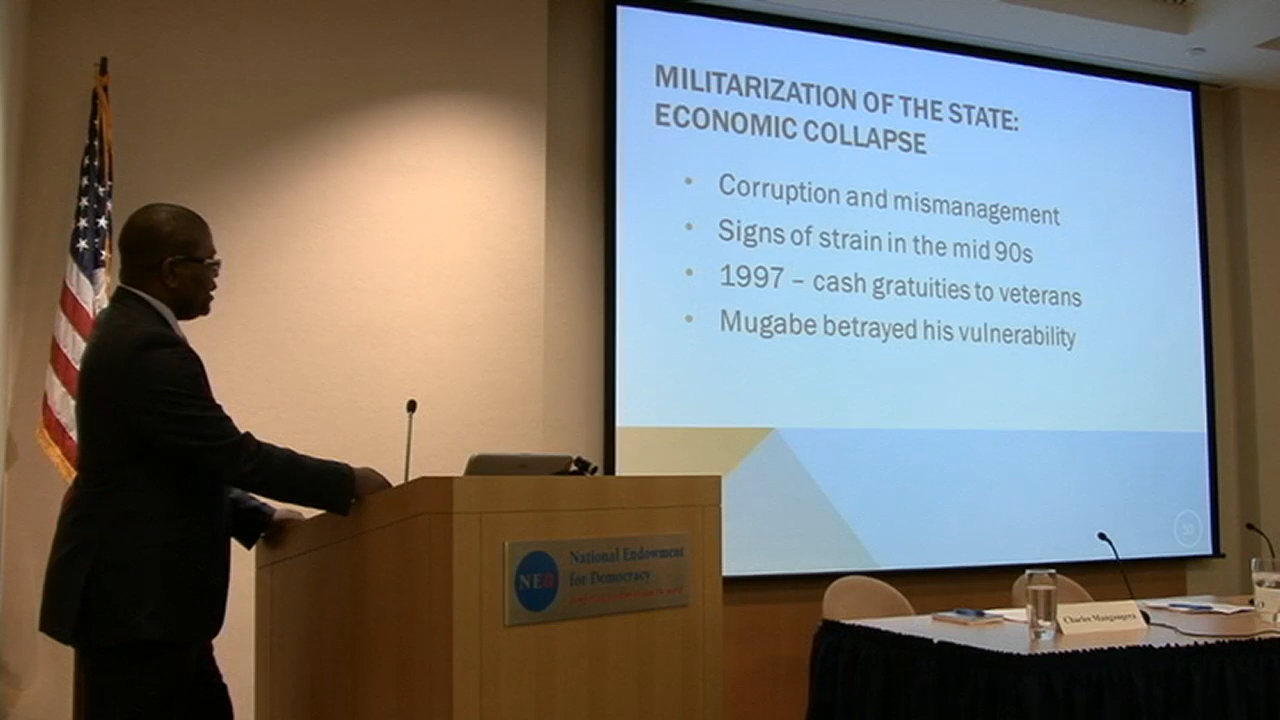 MILITARIZATION OF THE STATE:
ECONOMIC COLLAPSE
• Corruption and mismanagement
• Signs of strain in the mid 90s
• 1997 – cash gratuities to veterans
• Mugabe betrayed his vulnerability
NED
National Endowment
for Democracy
Charles Mangongera